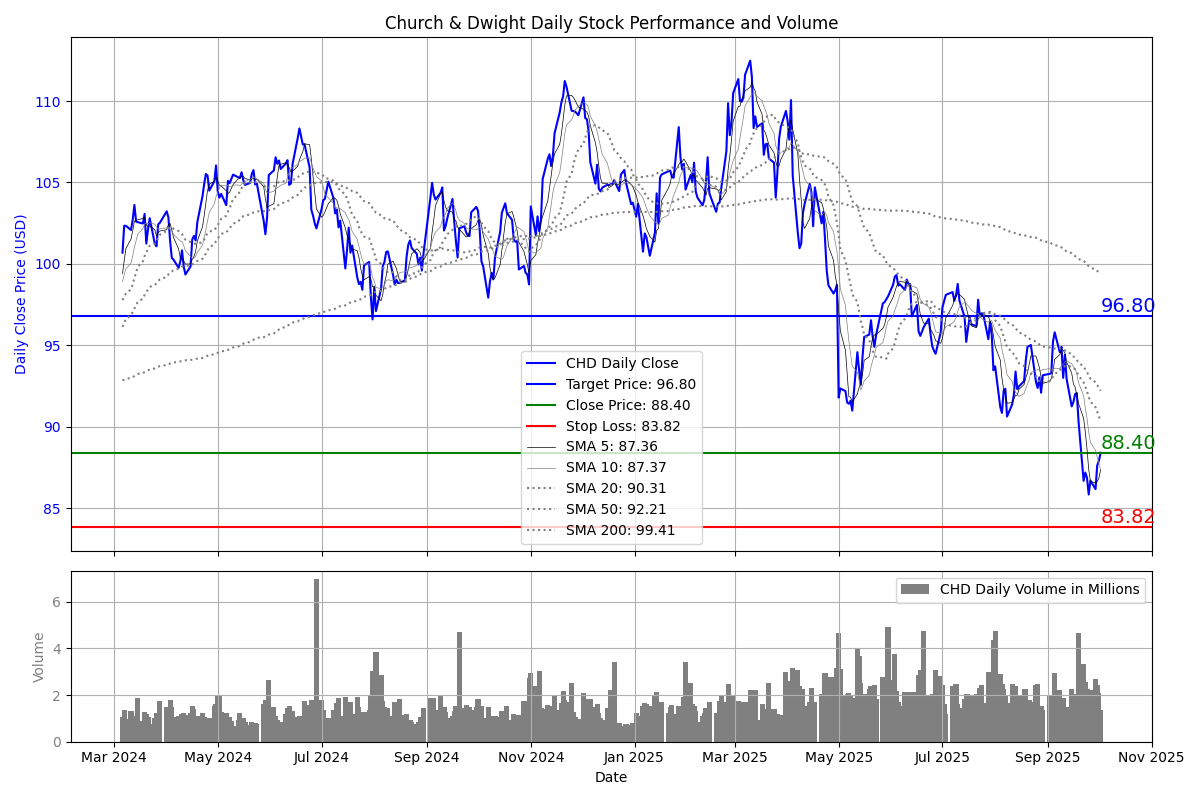 Church & Dwight Daily Stock Performance and Volume
Daily Close Price (USD)
110
105
100
95
90
85
96.80
88.40
83.82
CHD Daily Close
Target Price: 96.80
Close Price: 88.40
Stop Loss: 83.82
SMA 5: 87.36
SMA 10: 87.37
SMA 20: 90.31
SMA 50: 92.21
SMA 200: 99.41
Volume
6
4
2
0
CHD Daily Volume in Millions
Mar 2024 May 2024 Jul 2024 Sep 2024 Nov 2024 Jan 2025 Mar 2025 May 2025 Jul 2025 Sep 2025 Nov 2025
Date